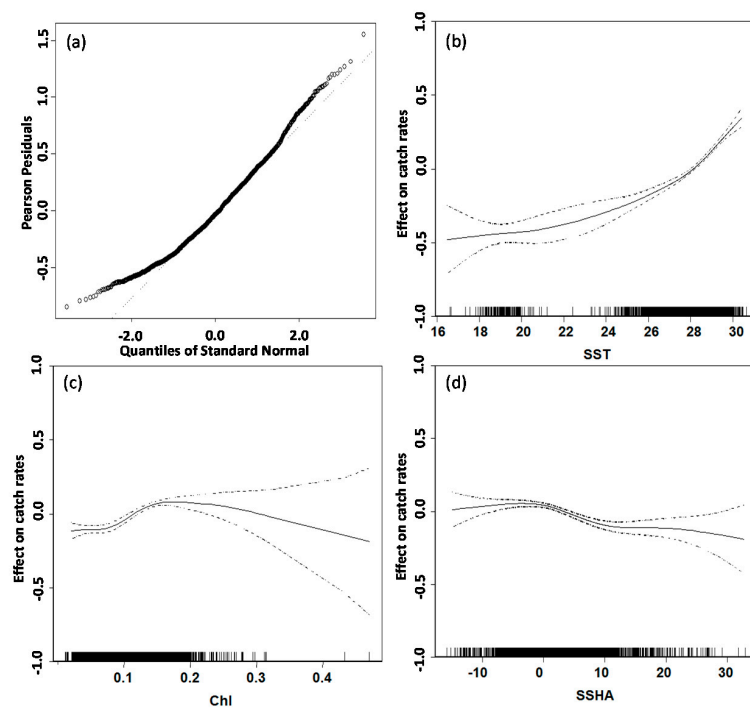 (a)
Pearson Pesiduals
1.5
1.0
0.5
0.0
-0.5
-2.0 0.0 2.0
Quantiles of Standard Normal
(b)
Effect on catch rates
1.0
0.5
0.0
-0.5
-1.0
16 18 20 22 24 26 28 30
SST
(c)
Effect on catch rates
1.0
0.5
0.0
-0.5
-1.0
0.1 0.2 0.3 0.4
Chl
(d)
Effect on catch rates
1.0
0.5
0.0
-0.5
-1.0
-10 0 10 20 30
SSHA